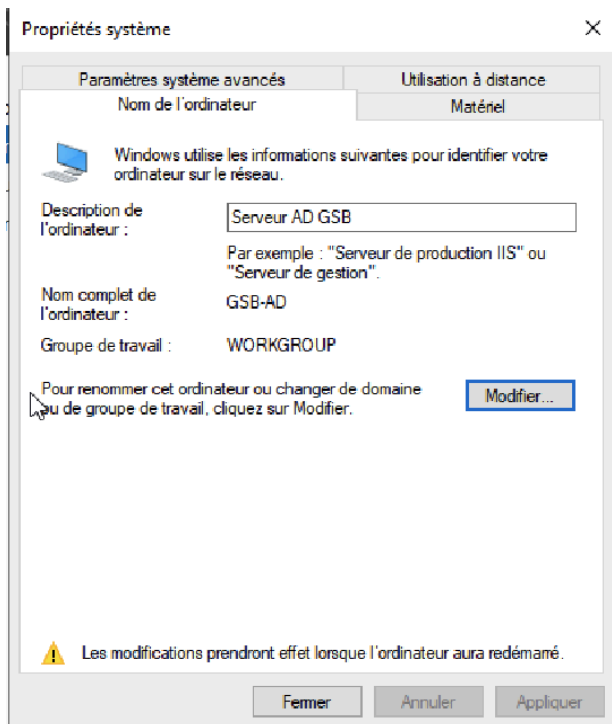 Propriétés système
Paramètres système avancés
Utilisation à distance
Nom de l'ordinateur
Matériel
Windows utilise les informations suivantes pour identifier votre
ordinateur sur le réseau.
Description de
l'ordinateur :
Serveur AD GSB
Par exemple : "Serveur de production IIS" ou
"Serveur de gestion".
Nom complet de
l'ordinateur :
GSB-AD
Groupe de travail :
WORKGROUP
Pour renommer cet ordinateur ou changer de domaine
ou de groupe de travail, cliquez sur Modifier.
Modifier...
Les modifications prendront effet lorsque l'ordinateur aura redémarré.
Fermer
Annuler
Appliquer